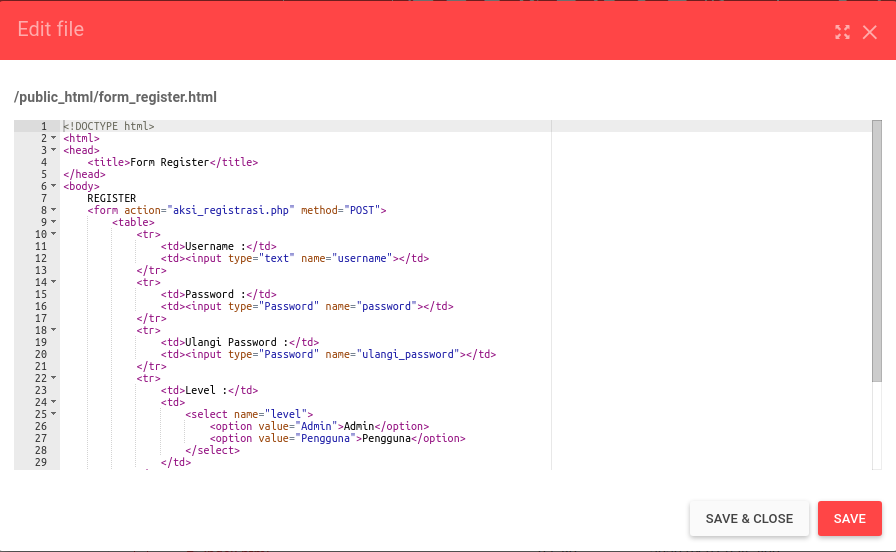 Edit file
/public_html/form_register.html
1 <!DOCTYPE html>
2 <html>
3 <head>
4 <title>Form Register</title>
5 </head>
6 <body>
7 REGISTER
8 <form action="aksi_registrasi.php" method="POST">
9 <table>
10 <tr>
11 <td>Username :</td>
12 <td><input type="text" name="username"></td>
13 </tr>
14 <tr>
15 <td>Password :</td>
16 <td><input type="Password" name="password"></td>
17 </tr>
18 <tr>
19 <td>Ulangi Password :</td>
20 <td><input type="Password" name="ulangi_password"></td>
21 </tr>
22 <tr>
23 <td>Level :</td>
24 <td>
25 <select name="level">
26 <option value="Admin">Admin</option>
27 <option value="Pengguna">Pengguna</option>
28 </select>
29 </td>
SAVE & CLOSE
SAVE